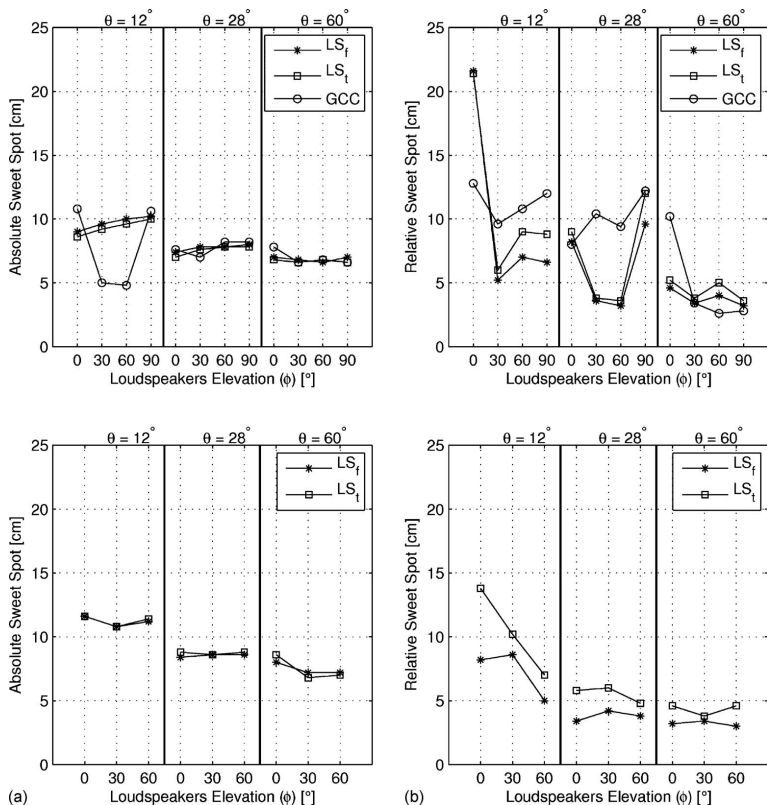 θ = 12° θ = 28° θ = 60°
25
20
15
10
5
0
Absolute Sweet Spot [cm]
LSf
LSt
GCC
0 30 60 90 0 30 60 90 0 30 60 90
Loudspeakers Elevation (ϕ) [°]
θ = 12° θ = 28° θ = 60°
25
20
15
10
5
0
Relative Sweet Spot [cm]
LSf
LSt
GCC
0 30 60 90 0 30 60 90 0 30 60 90
Loudspeakers Elevation (ϕ) [°]
θ = 12° θ = 28° θ = 60°
25
20
15
10
5
0
Absolute Sweet Spot [cm]
LSf
LSt
0 30 60 0 30 60 0 30 60
Loudspeakers Elevation (ϕ) [°]
(a)
θ = 12° θ = 28° θ = 60°
25
20
15
10
5
0
Relative Sweet Spot [cm]
LSf
LSt
0 30 60 0 30 60 0 30 60
Loudspeakers Elevation (ϕ) [°]
(b)